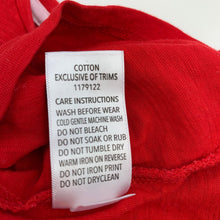 COTTON
EXCLUSIVE OF TRIMS
1179122
CARE INSTRUCTIONS
WASH BEFORE WEAR
COLD GENTLE MACHINE WASH
DO NOT BLEACH
DO NOT SOAK OR RUB
DO NOT TUMBLE DRY
WARM IRON ON REVERSE
DO NOT IRON PRINT
DO NOT DRYCLEAN